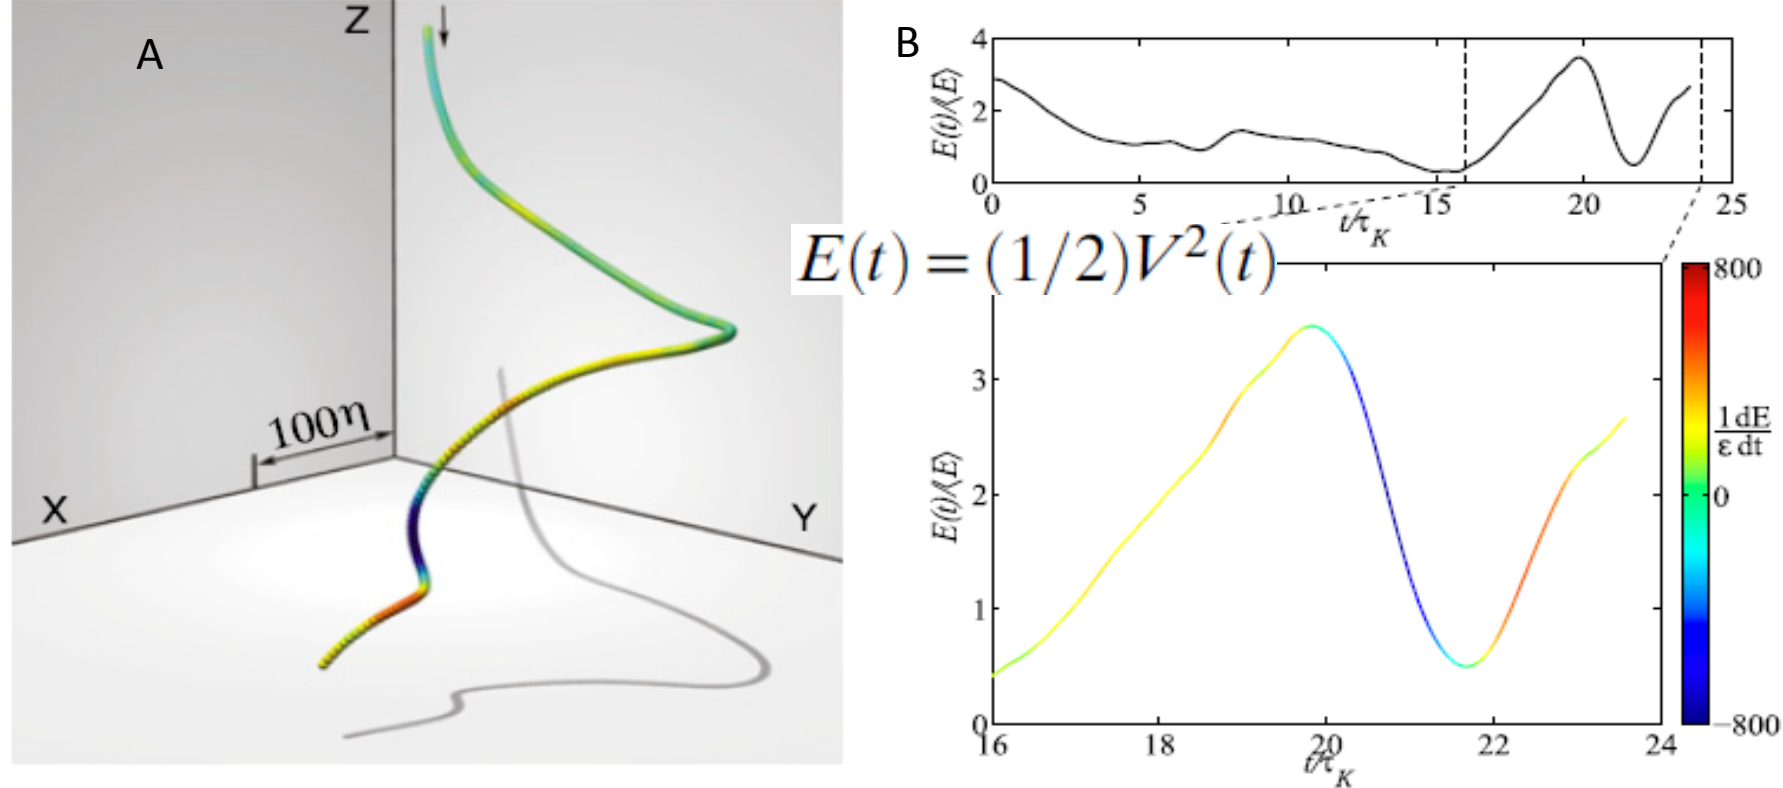 A
Z
100η
X
Y
B
E(t)/⟨E⟩
4
2
0
0 5 10 15 20 25
t/τ_K
E(t) = (1/2)V²(t)
E(t)/⟨E⟩
3
2
1
0
16 18 20 22 24
t/τ_K
800
1 dE
ε dt
0
−800